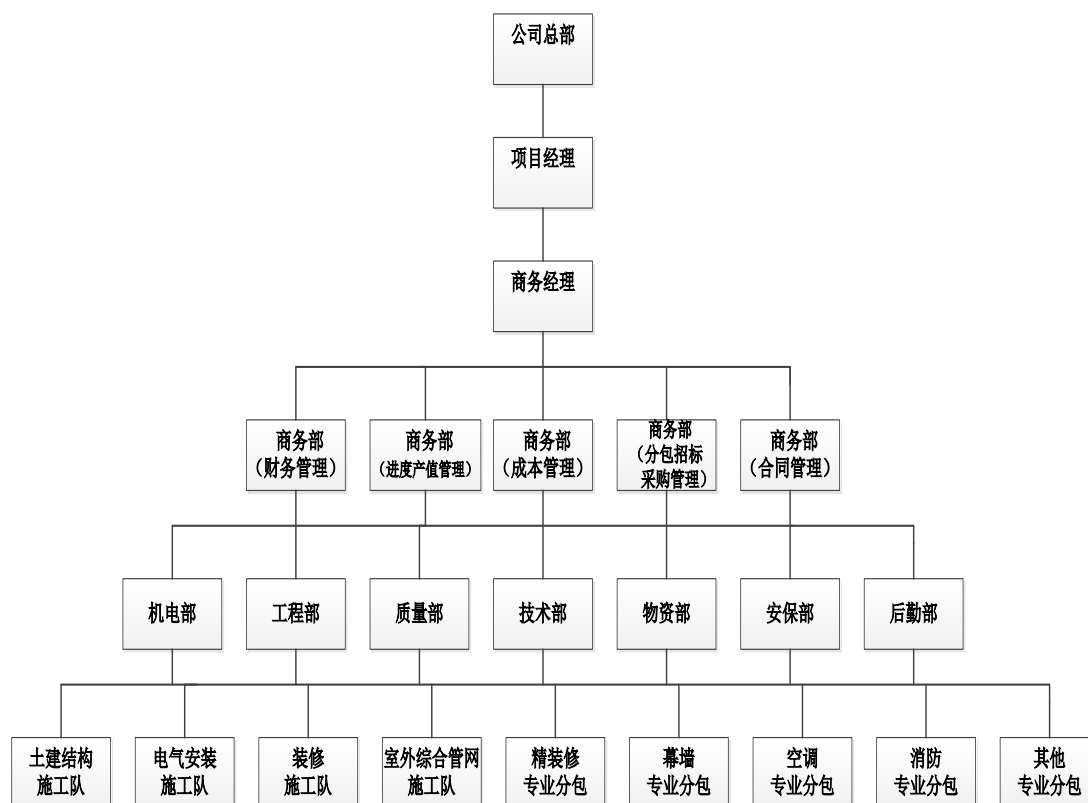 公司总部
项目经理
商务经理
商务部
（财务管理）
商务部
（进度产值管理）
商务部
（成本管理）
商务部
（分包招标
采购管理）
商务部
（合同管理）
机电部
工程部
质量部
技术部
物资部
安保部
后勤部
土建结构
施工队
电气安装
施工队
装修
施工队
室外综合管网
施工队
精装修
专业分包
幕墙
专业分包
空调
专业分包
消防
专业分包
其他
专业分包